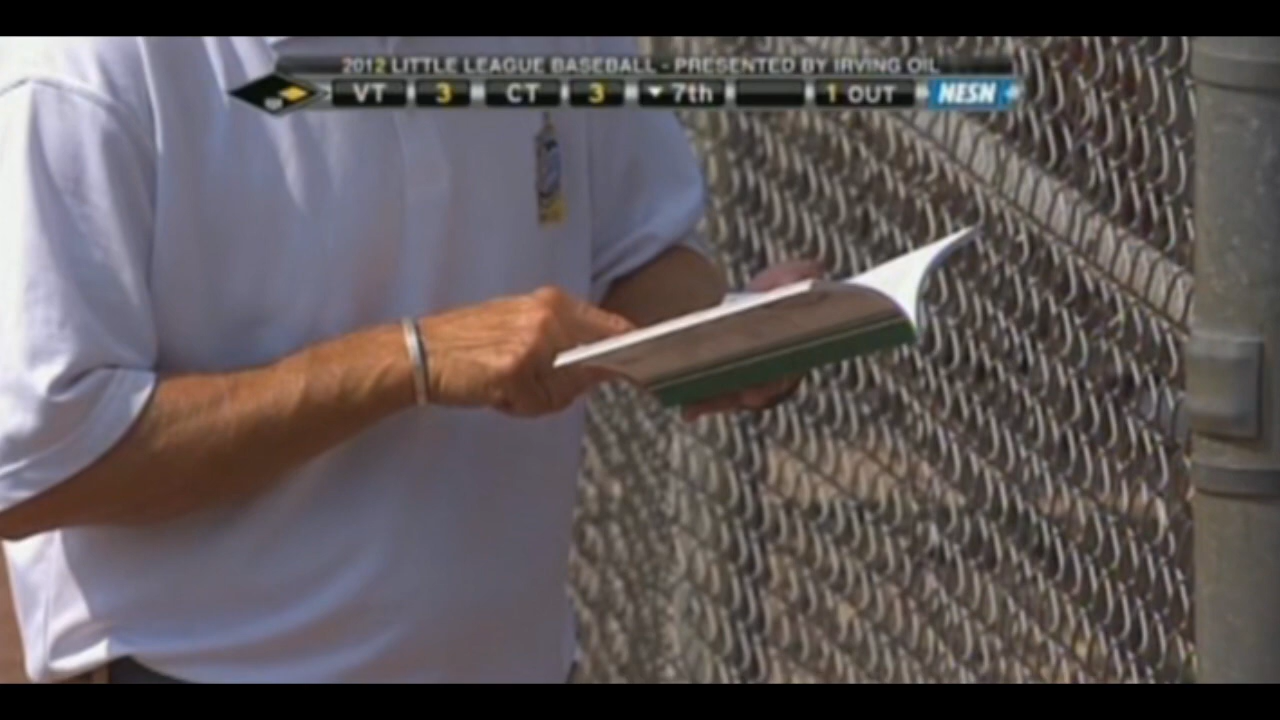 2012 LITTLE LEAGUE BASEBALL - PRESENTED BY IRVING OIL
VT 3 CT 3 7th 1 OUT NESN